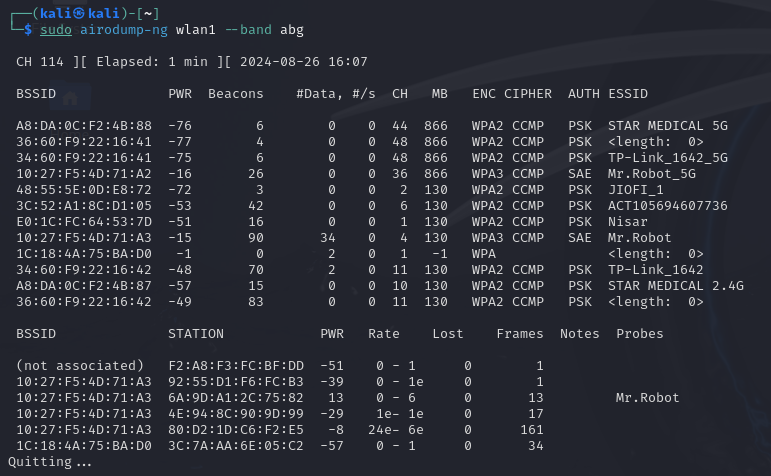 ┌──(kali㉿kali)-[~]
└─$ sudo airodump-ng wlan1 --band abg

CH 114 ][ Elapsed: 1 min ][ 2024-08-26 16:07

BSSID              PWR  Beacons    #Data, #/s  CH   MB   ENC CIPHER  AUTH ESSID

A8:DA:0C:F2:4B:88  -76        6        0    0  44  866   WPA2 CCMP   PSK  STAR MEDICAL 5G
36:60:F9:22:16:41  -77        4        0    0  48  866   WPA2 CCMP   PSK  <length:  0>
34:60:F9:22:16:41  -75        6        0    0  48  866   WPA2 CCMP   PSK  TP-Link_1642_5G
10:27:F5:4D:71:A2  -16       26        0    0  36  866   WPA3 CCMP   SAE  Mr.Robot_5G
48:55:5E:0D:E8:72  -72        3        0    0   2  130   WPA2 CCMP   PSK  JIOFI_1
3C:52:A1:8C:D1:05  -53       42        0    0   6  130   WPA2 CCMP   PSK  ACT105694607736
E0:1C:FC:64:53:7D  -51       16        0    0   1  130   WPA2 CCMP   PSK  Nisar
10:27:F5:4D:71:A3  -15       90       34    0   4  130   WPA3 CCMP   SAE  Mr.Robot
1C:18:4A:75:BA:D0   -1        0        2    0   1   -1   WPA              <length:  0>
34:60:F9:22:16:42  -48       70        2    0  11  130   WPA2 CCMP   PSK  TP-Link_1642
A8:DA:0C:F2:4B:87  -57       15        0    0  10  130   WPA2 CCMP   PSK  STAR MEDICAL 2.4G
36:60:F9:22:16:42  -49       83        0    0  11  130   WPA2 CCMP   PSK  <length:  0>

BSSID              STATION            PWR   Rate    Lost    Frames  Notes  Probes

(not associated)   F2:A8:F3:FC:BF:DD  -51    0 - 1      0        1
10:27:F5:4D:71:A3  92:55:D1:F6:FC:B3  -39    0 - 1e     0        1
10:27:F5:4D:71:A3  6A:9D:A1:2C:75:82   13    0 - 6      0       13         Mr.Robot
10:27:F5:4D:71:A3  4E:94:8C:90:9D:99  -29    1e- 1e     0       17
10:27:F5:4D:71:A3  80:D2:1D:C6:F2:E5   -8   24e- 6e     0      161
1C:18:4A:75:BA:D0  3C:7A:AA:6E:05:C2  -57    0 - 1      0       34
Quitting...